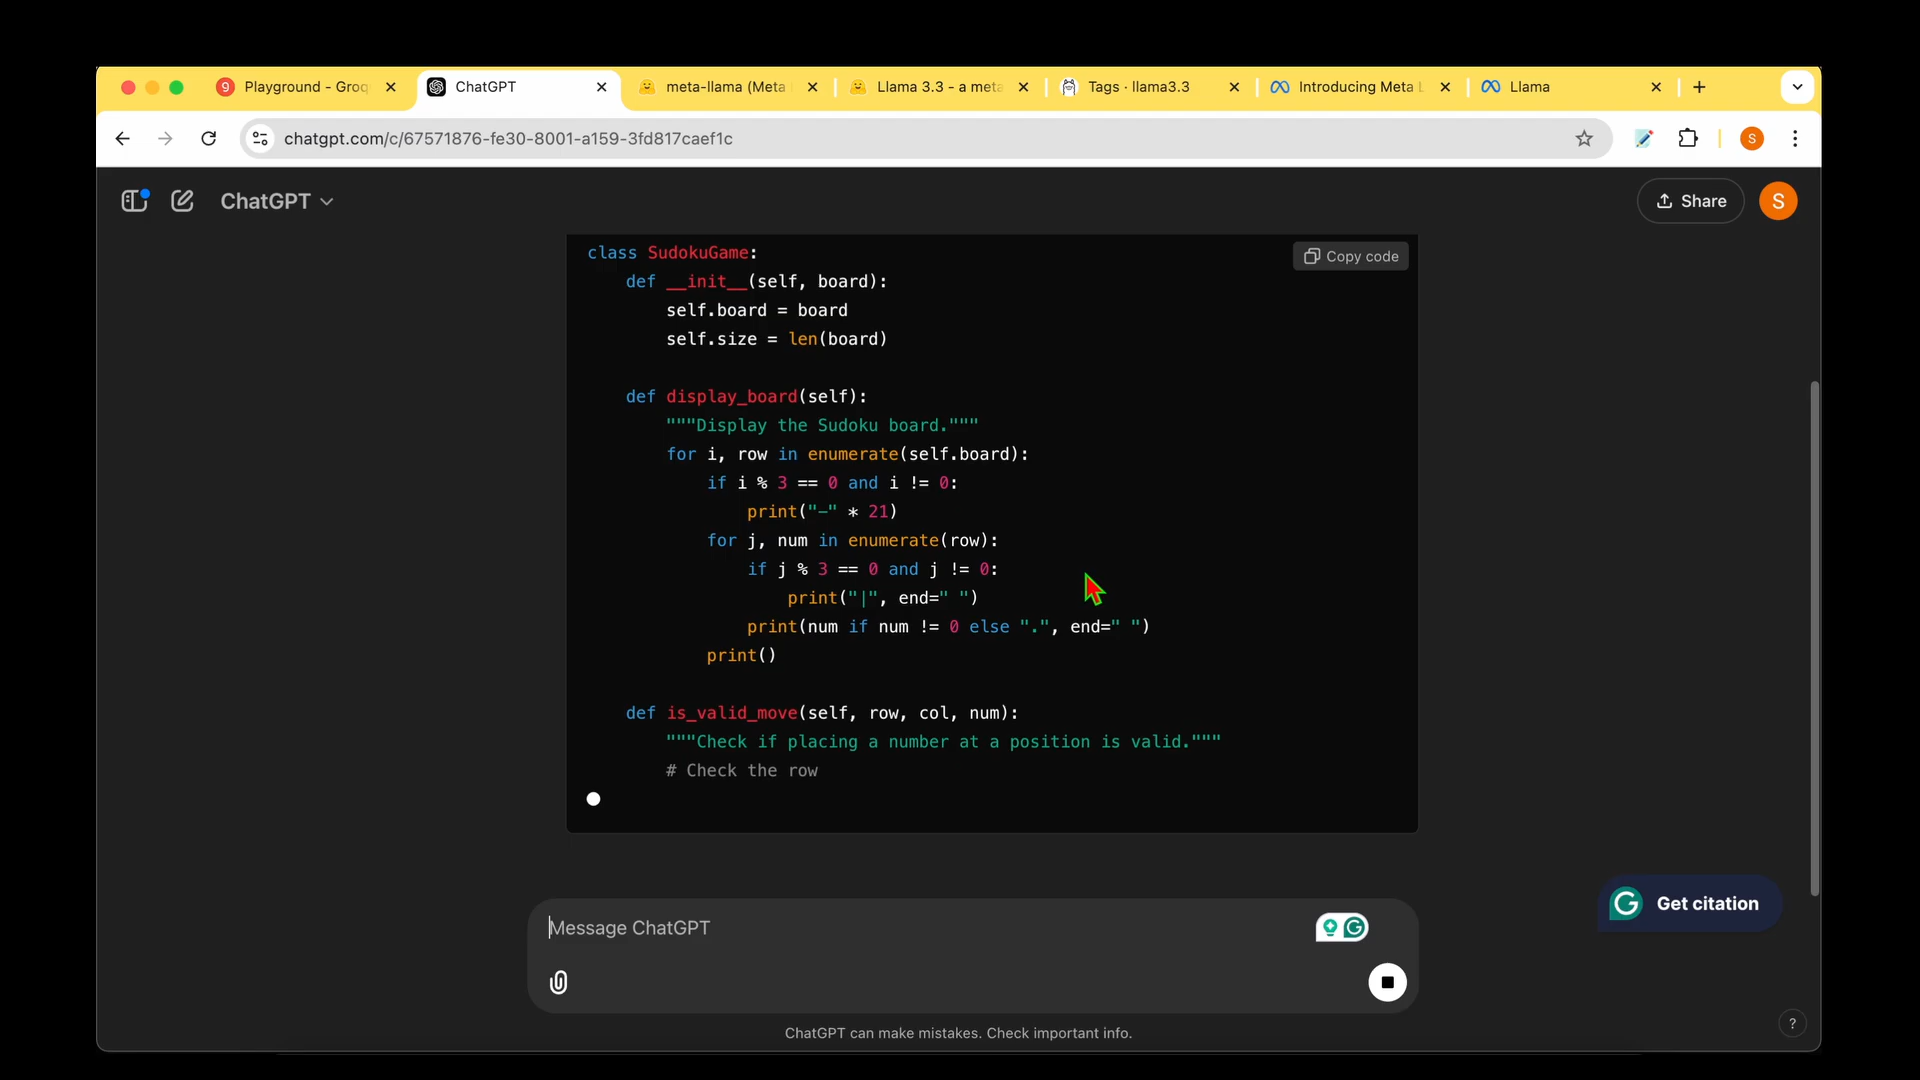 Playground - Groq
ChatGPT
meta-llama (Meta
Llama 3.3 - a meta
Tags · llama3.3
Introducing Meta L
Llama
chatgpt.com/c/67571876-fe30-8001-a159-3fd817caef1c
S
ChatGPT
Share
S
class SudokuGame:
Copy code
    def __init__(self, board):
        self.board = board
        self.size = len(board)
    def display_board(self):
        """Display the Sudoku board."""
        for i, row in enumerate(self.board):
            if i % 3 == 0 and i != 0:
                print("-" * 21)
            for j, num in enumerate(row):
                if j % 3 == 0 and j != 0:
                    print("|", end=" ")
                print(num if num != 0 else ".", end=" ")
            print()
    def is_valid_move(self, row, col, num):
        """Check if placing a number at a position is valid."""
        # Check the row
Get citation
Message ChatGPT
ChatGPT can make mistakes. Check important info.
?